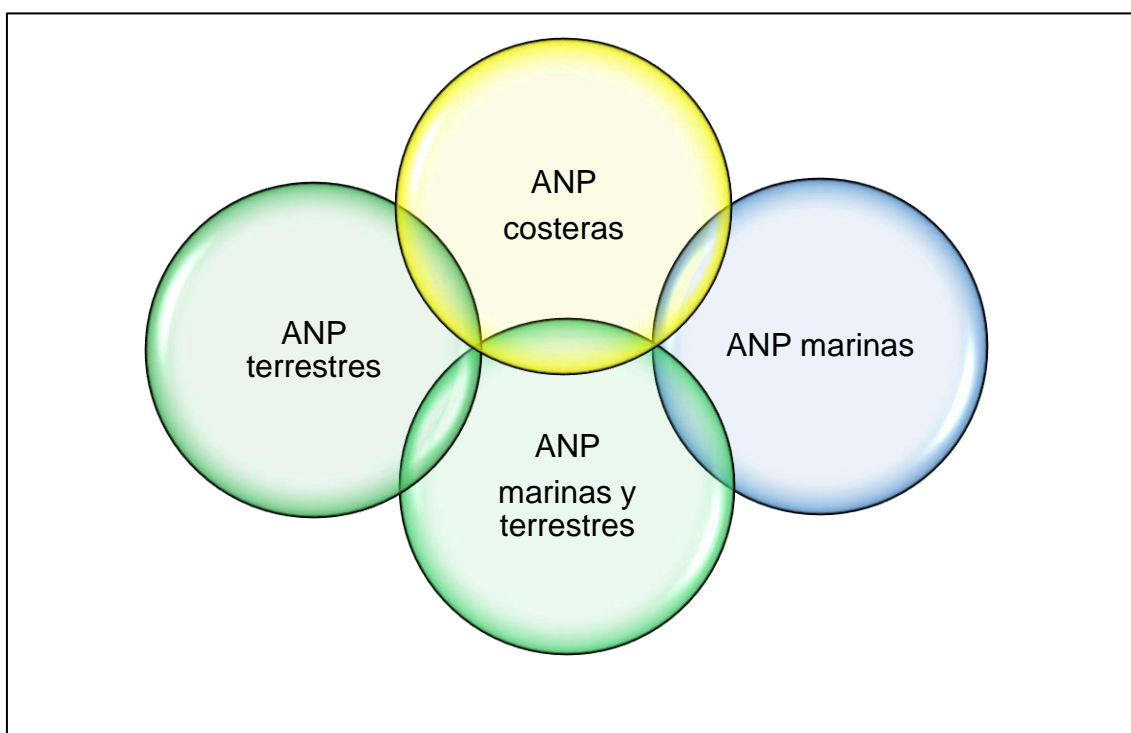 ANP
costeras
ANP
terrestres
ANP marinas
ANP
marinas y
terrestres